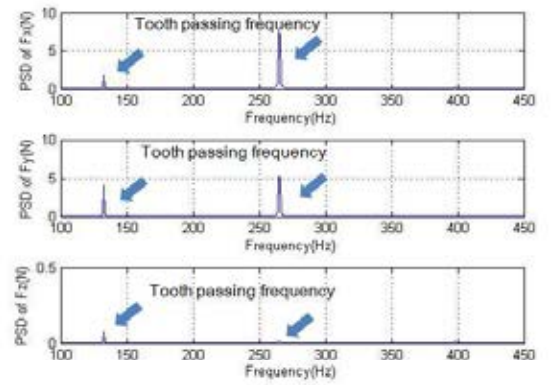 Tooth passing frequency
PSD of Fx(N)
10
5
0
100 150 200 250 300 350 400 450
Frequency(Hz)
Tooth passing frequency
PSD of Fy(N)
10
5
0
100 150 200 250 300 350 400 450
Frequency(Hz)
Tooth passing frequency
PSD of Fz(N)
0.5
0
100 150 200 250 300 350 400 450
Frequency(Hz)